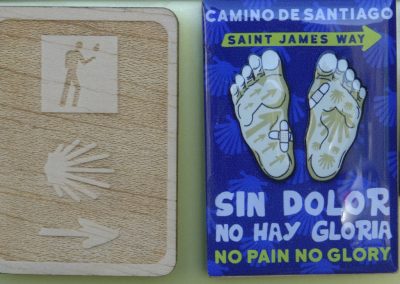 CAMINO DE SANTIAGO
SAINT JAMES WAY
SIN DOLOR
NO HAY GLORIA
NO PAIN NO GLORY